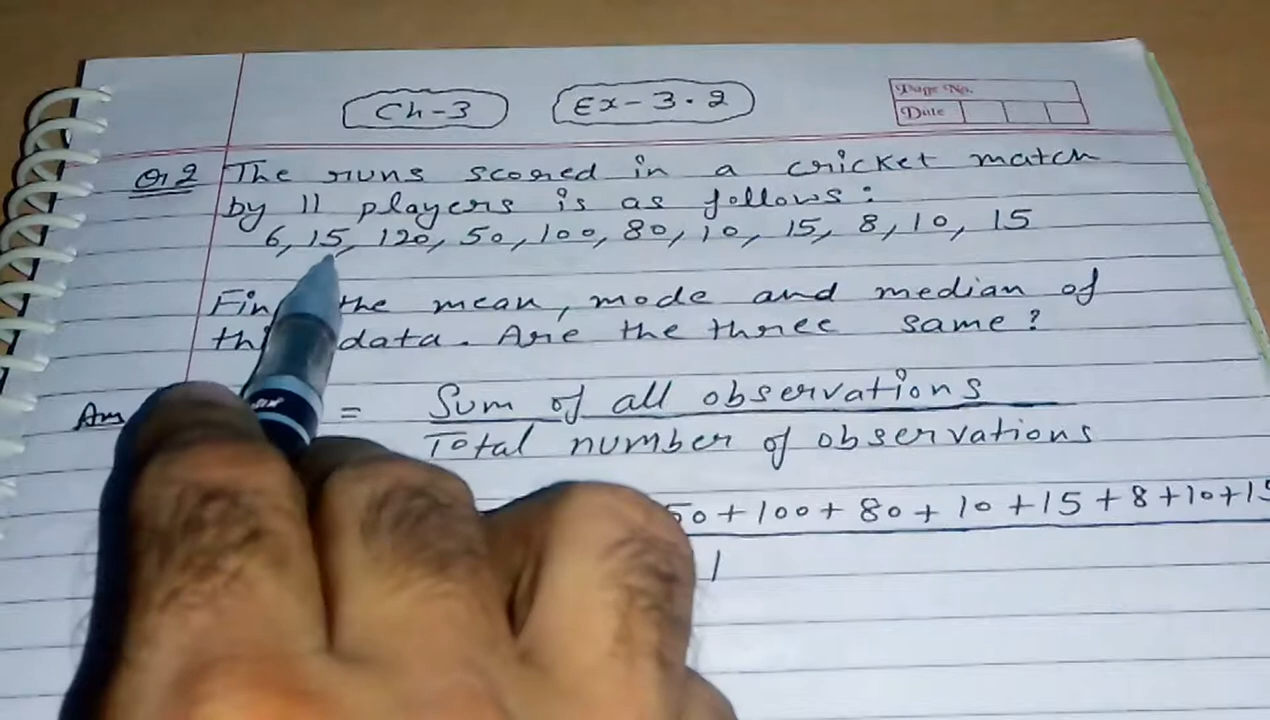 Ch-3 Ex-3.2
Page No.
Date
Q.2 The runs scored in a cricket match
by 11 players is as follows:
6, 15, 120, 50, 100, 80, 10, 15, 8, 10, 15
the mean, mode and median of
data. Are the three same?
Ans = Sum of all observations
Total number of observations
50 + 100 + 80 + 10 + 15 + 8 + 10 + 15